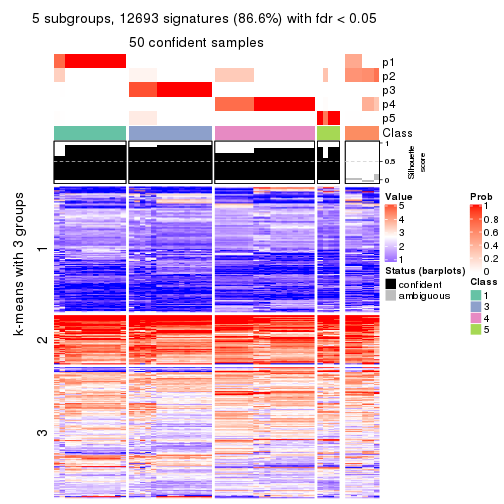 5 subgroups, 12693 signatures (86.6%) with fdr < 0.05
50 confident samples
p1
p2
p3
p4
p5
Class
1
0.5
0
Silhouette
score
k-means with 3 groups
1
2
3
Value
5
4
3
2
1
Status (barplots)
confident
ambiguous
Prob
1
0.8
0.6
0.4
0.2
0
Class
1
3
4
5